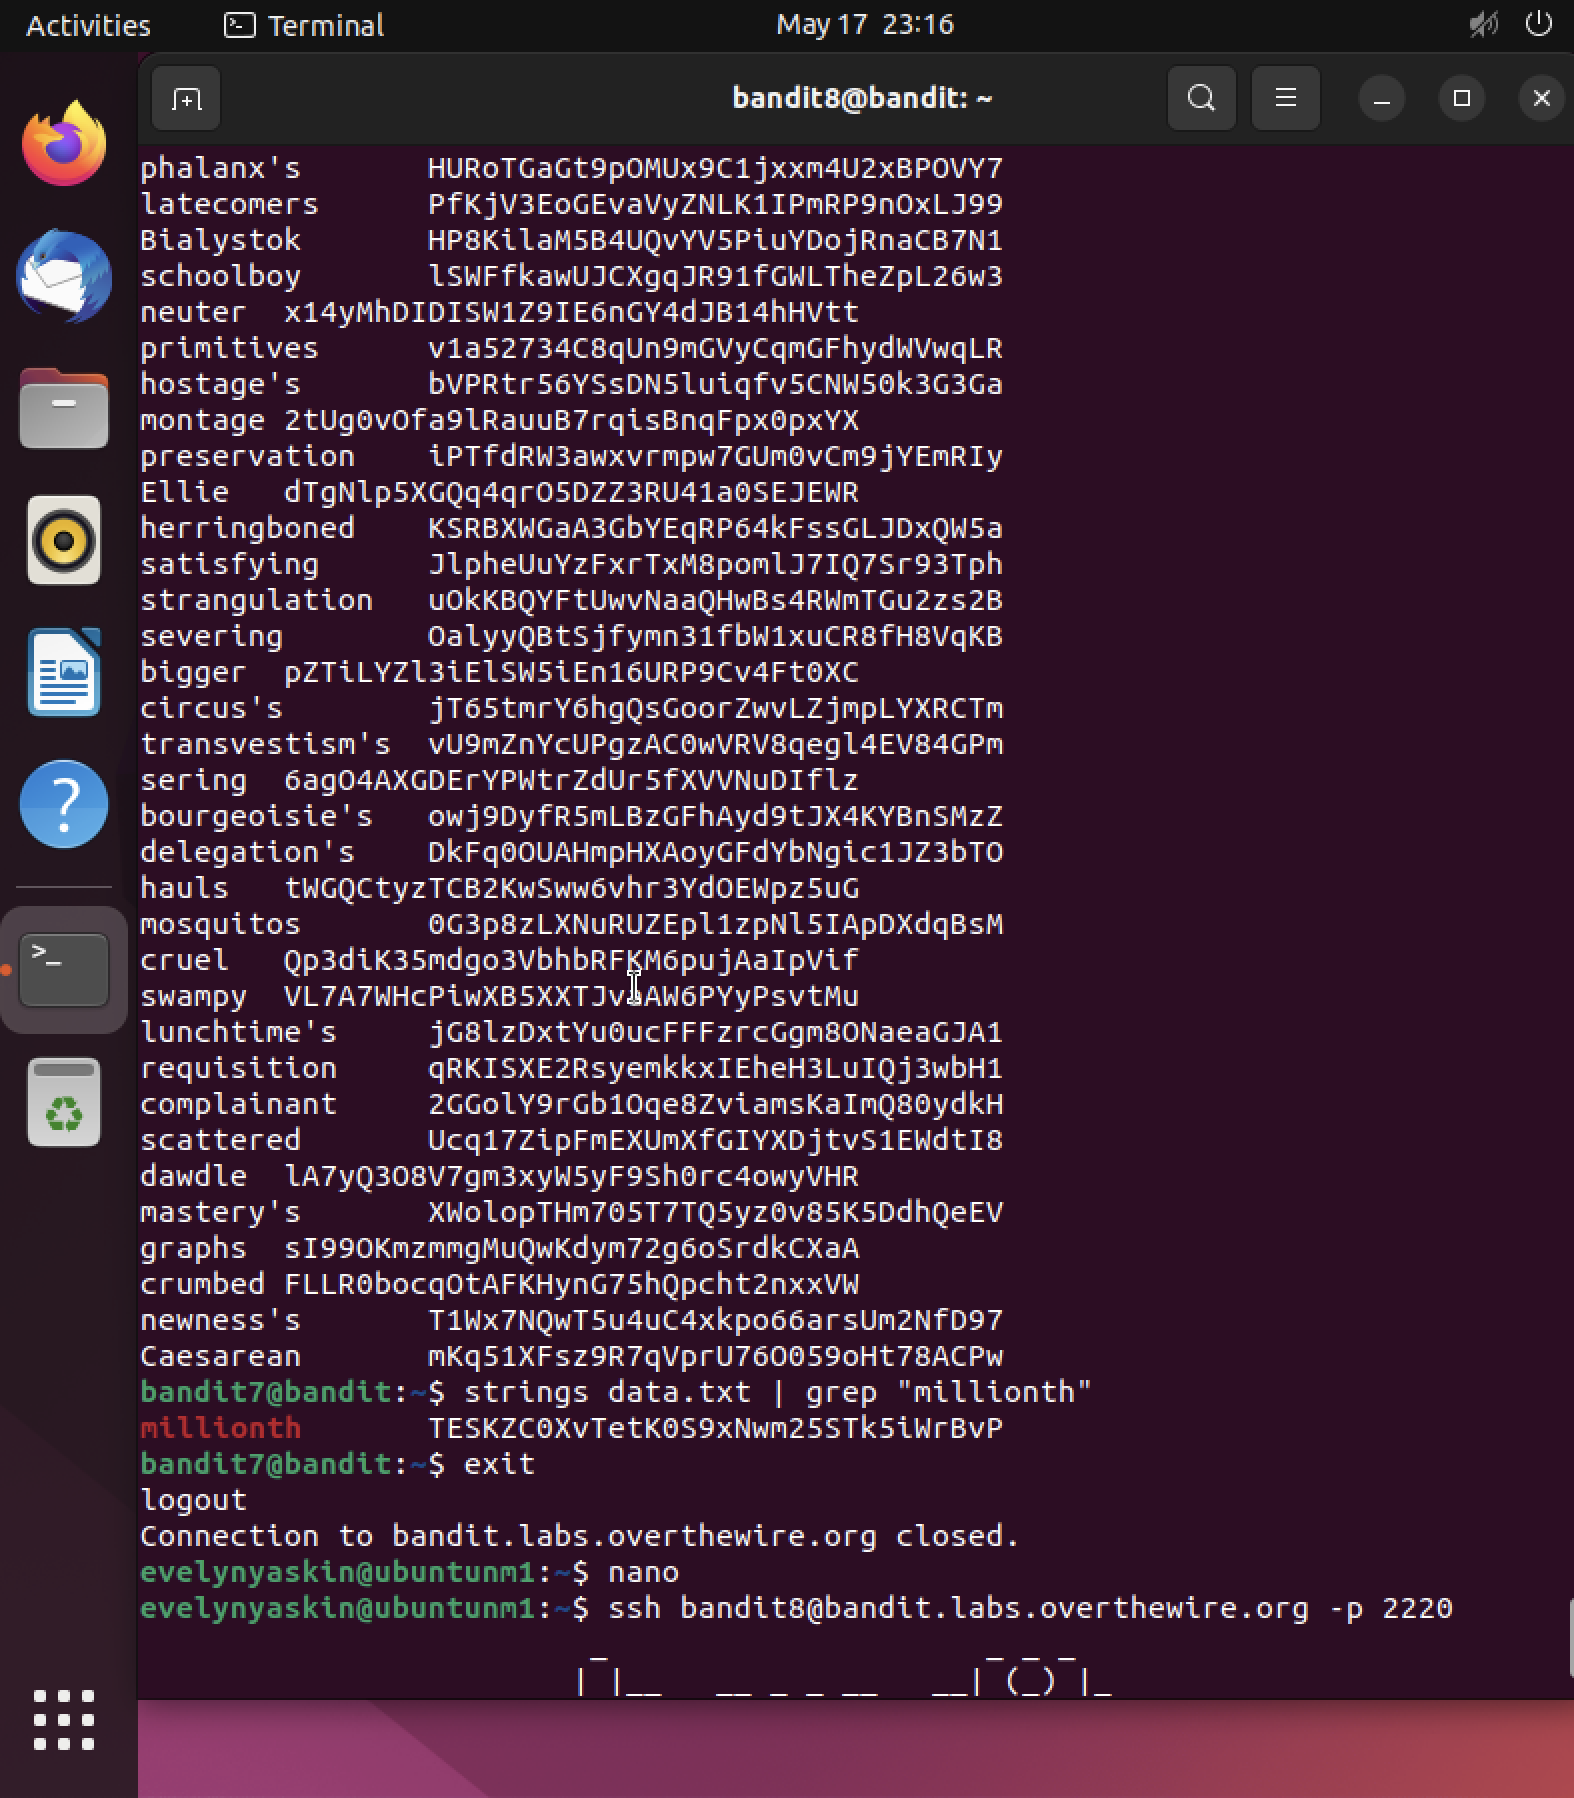 Activities Terminal May 17 23:16
bandit8@bandit: ~
phalanx's HURoTGaGt9pOMUx9C1jxxm4U2xBPOVY7
latecomers PfKjV3EoGEvaVyZNLK1IPmRP9nOxLJ99
Bialystok HP8KilaM5B4UQvYV5PiuYDojRnaCB7N1
schoolboy lSWFfkawUJCXgqJR91fGWLTheZpL26w3
neuter x14yMhDIDISW1Z9IE6nGY4dJB14hHVtt
primitives v1a52734C8qUn9mGVyCqmGFhydWVwqLR
hostage's bVPRtr56YSsDN5luiqfv5CNW50k3G3Ga
montage 2tUg0vOfa9lRauuB7rqisBnqFpx0pxYX
preservation iPTfdRW3awxvrmpw7GUm0vCm9jYEmRIy
Ellie dTgNlp5XGQq4qrO5DZZ3RU41a0SEJEWR
herringboned KSRBXWGaA3GbYEqRP64kFssGLJDxQW5a
satisfying JlpheUuYzFxrTxM8pomlJ7IQ7Sr93Tph
strangulation uOkKBQYFtUwvNaaQHwBs4RWmTGu2zs2B
severing OalyyQBtSjfymn31fbW1xuCR8fH8VqKB
bigger pZTiLYZl3iElSW5iEn16URP9Cv4Ft0XC
circus's jT65tmrY6hgQsGoorZwvLZjmpLYXRCTm
transvestism's vU9mZnYcUPgzAC0wVRV8qegl4EV84GPm
sering 6agO4AXGDErYPWtrZdUr5fXVVNuDIflz
bourgeoisie's owj9DyfR5mLBzGFhAyd9tJX4KYBnSMzZ
delegation's DkFq0OUAHmpHXAoyGFdYbNgic1JZ3bTO
hauls tWGQCtyzTCB2KwSww6vhr3YdOEWpz5uG
mosquitos 0G3p8zLXNuRUZEpl1zpNl5IApDXdqBsM
cruel Qp3diK35mdgo3VbhbRFKM6pujAaIpVif
swampy
lunchtime's jG8lzDxtYu0ucFFFzrcGgm8ONaeaGJA1
requisition qRKISXE2RsyemkkxIEheH3LuIQj3wbH1
complainant 2GGolY9rGb1Oqe8ZviamsKaImQ80ydkH
scattered Ucq17ZipFmEXUmXfGIYXDjtvS1EWdtI8
dawdle lA7yQ3O8V7gm3xyW5yF9Sh0rc4owyVHR
mastery's XWolopTHm705T7TQ5yz0v85K5DdhQeEV
graphs sI99OKmzmmgMuQwKdym72g6oSrdkCXaA
crumbed FLLR0bocqOtAFKHynG75hQpcht2nxxVW
newness's T1Wx7NQwT5u4uC4xkpo66arsUm2NfD97
Caesarean mKq51XFsz9R7qVprU76O059oHt78ACPw
bandit7@bandit:~$ strings data.txt | grep "millionth"
millionth TESKZC0XvTetK0S9xNwm25STk5iWrBvP
bandit7@bandit:~$ exit
logout
Connection to bandit.labs.overthewire.org closed.
evelynyaskin@ubuntunm1:~$ nano
evelynyaskin@ubuntunm1:~$ ssh bandit8@bandit.labs.overthewire.org -p 2220